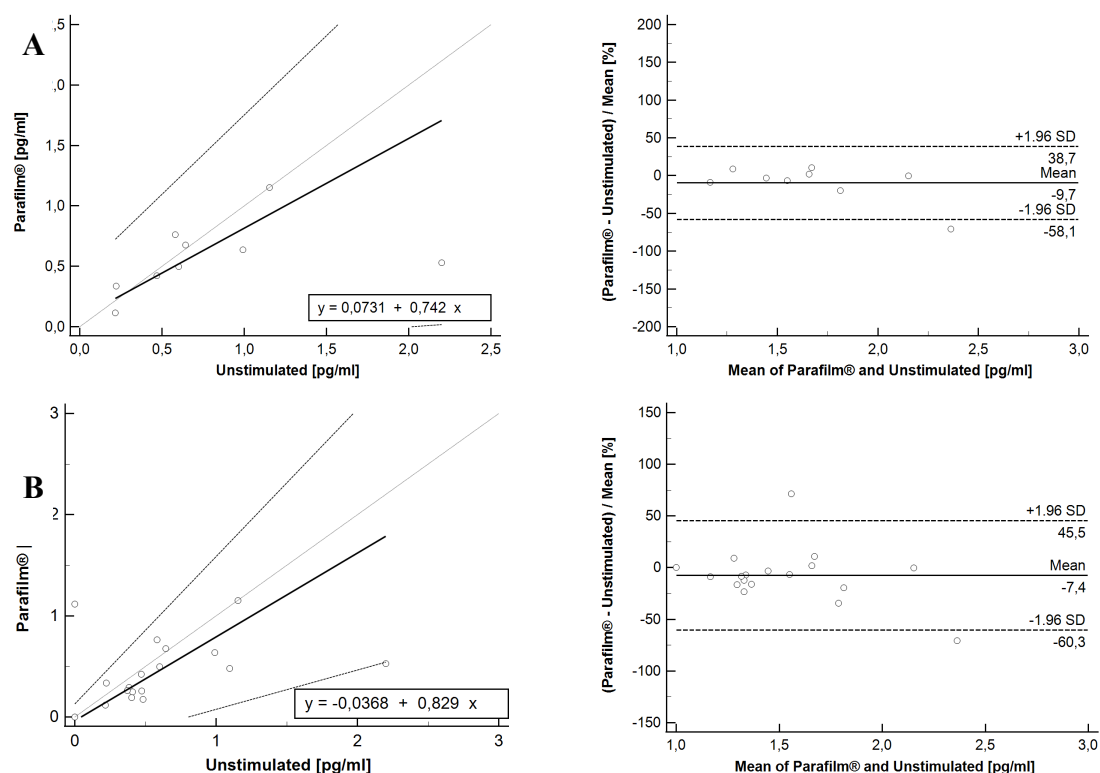 A
,5
,0
1,5
1,0
0,5
0,0
Parafilm® [pg/ml]
y = 0,0731 + 0,742 x
0,0 0,5 1,0 1,5 2,0 2,5
Unstimulated [pg/ml]
200
150
100
50
0
-50
-100
-150
-200
(Parafilm® - Unstimulated) / Mean [%]
+1.96 SD
38,7
Mean
-9,7
-1.96 SD
-58,1
1,0 1,5 2,0 2,5 3,0
Mean of Parafilm® and Unstimulated [pg/ml]
B
3
2
1
0
Parafilm® |
y = -0,0368 + 0,829 x
0 1 2 3
Unstimulated [pg/ml]
150
100
50
0
-50
-100
-150
(Parafilm® - Unstimulated) / Mean [%]
+1.96 SD
45,5
Mean
-7,4
-1.96 SD
-60,3
1,0 1,5 2,0 2,5 3,0
Mean of Parafilm® and Unstimulated [pg/ml]